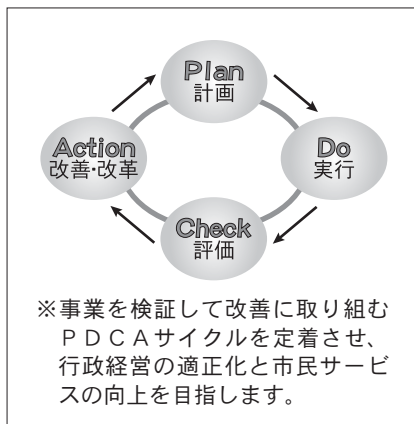 Plan
計画
Action
改善・改革
Do
実行
Check
評価
※事業を検証して改善に取り組む
ＰＤＣＡサイクルを定着させ、
行政経営の適正化と市民サービ
スの向上を目指します。